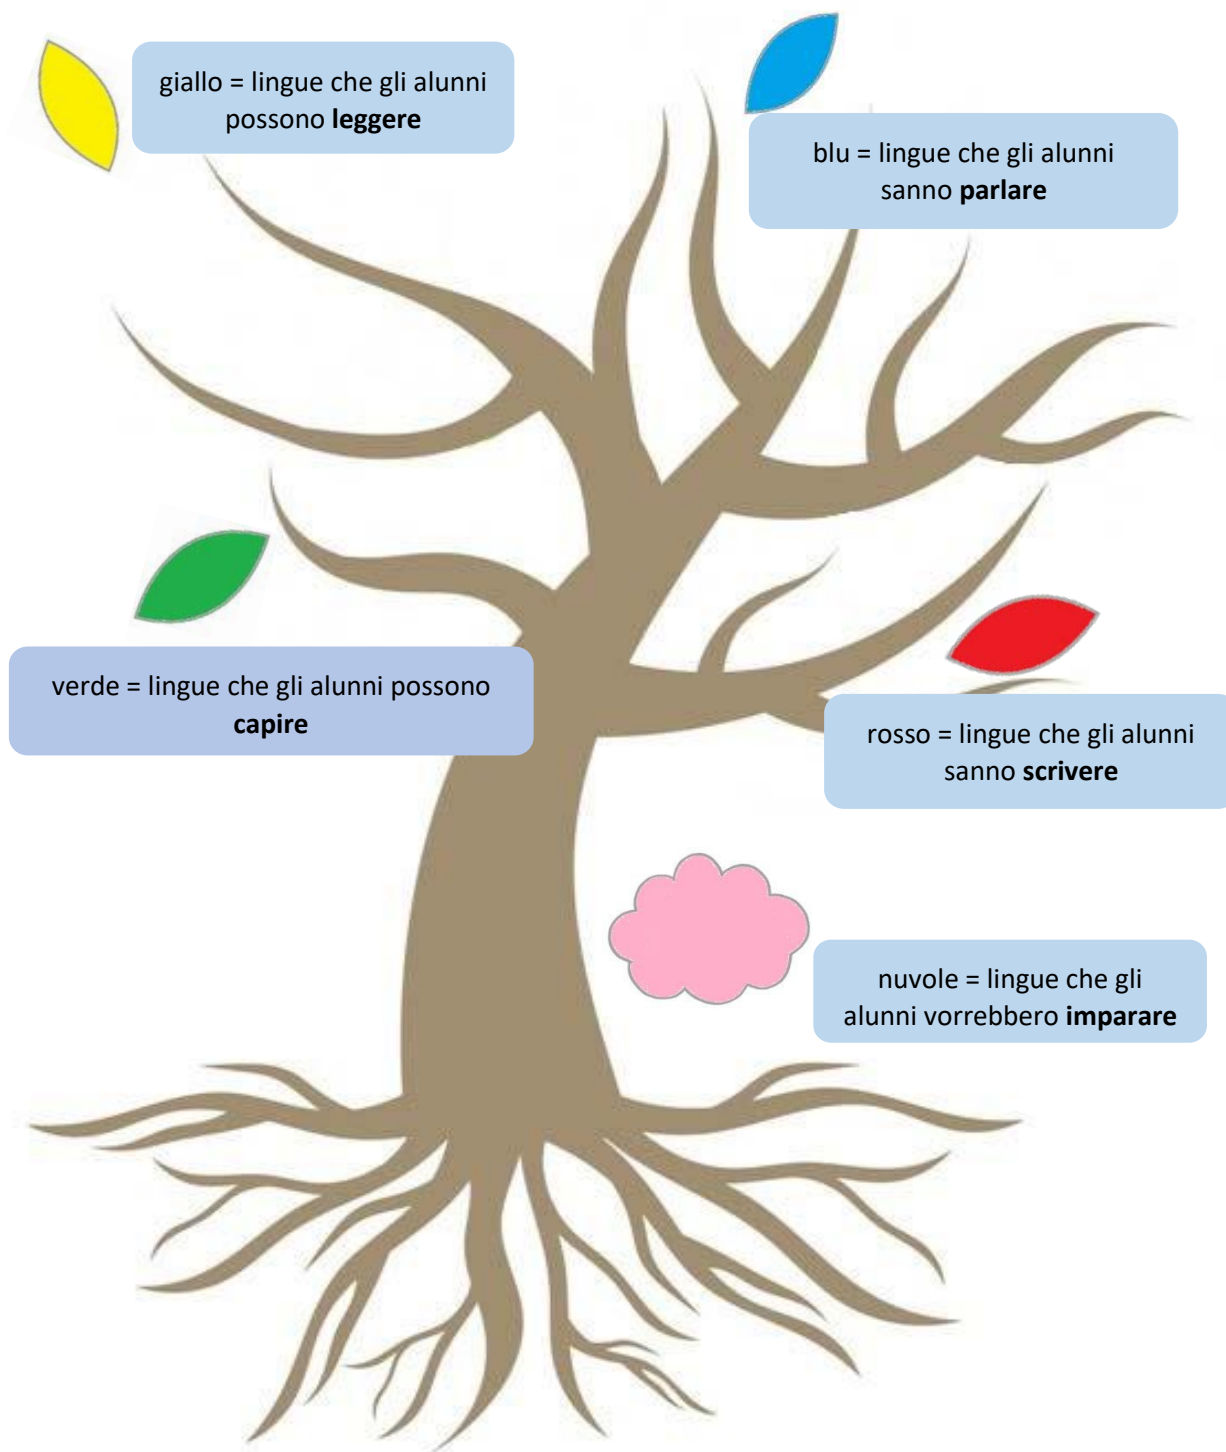 giallo = lingue che gli alunni
possono leggere
blu = lingue che gli alunni
sanno parlare
verde = lingue che gli alunni possono
capire
rosso = lingue che gli alunni
sanno scrivere
nuvole = lingue che gli
alunni vorrebbero imparare